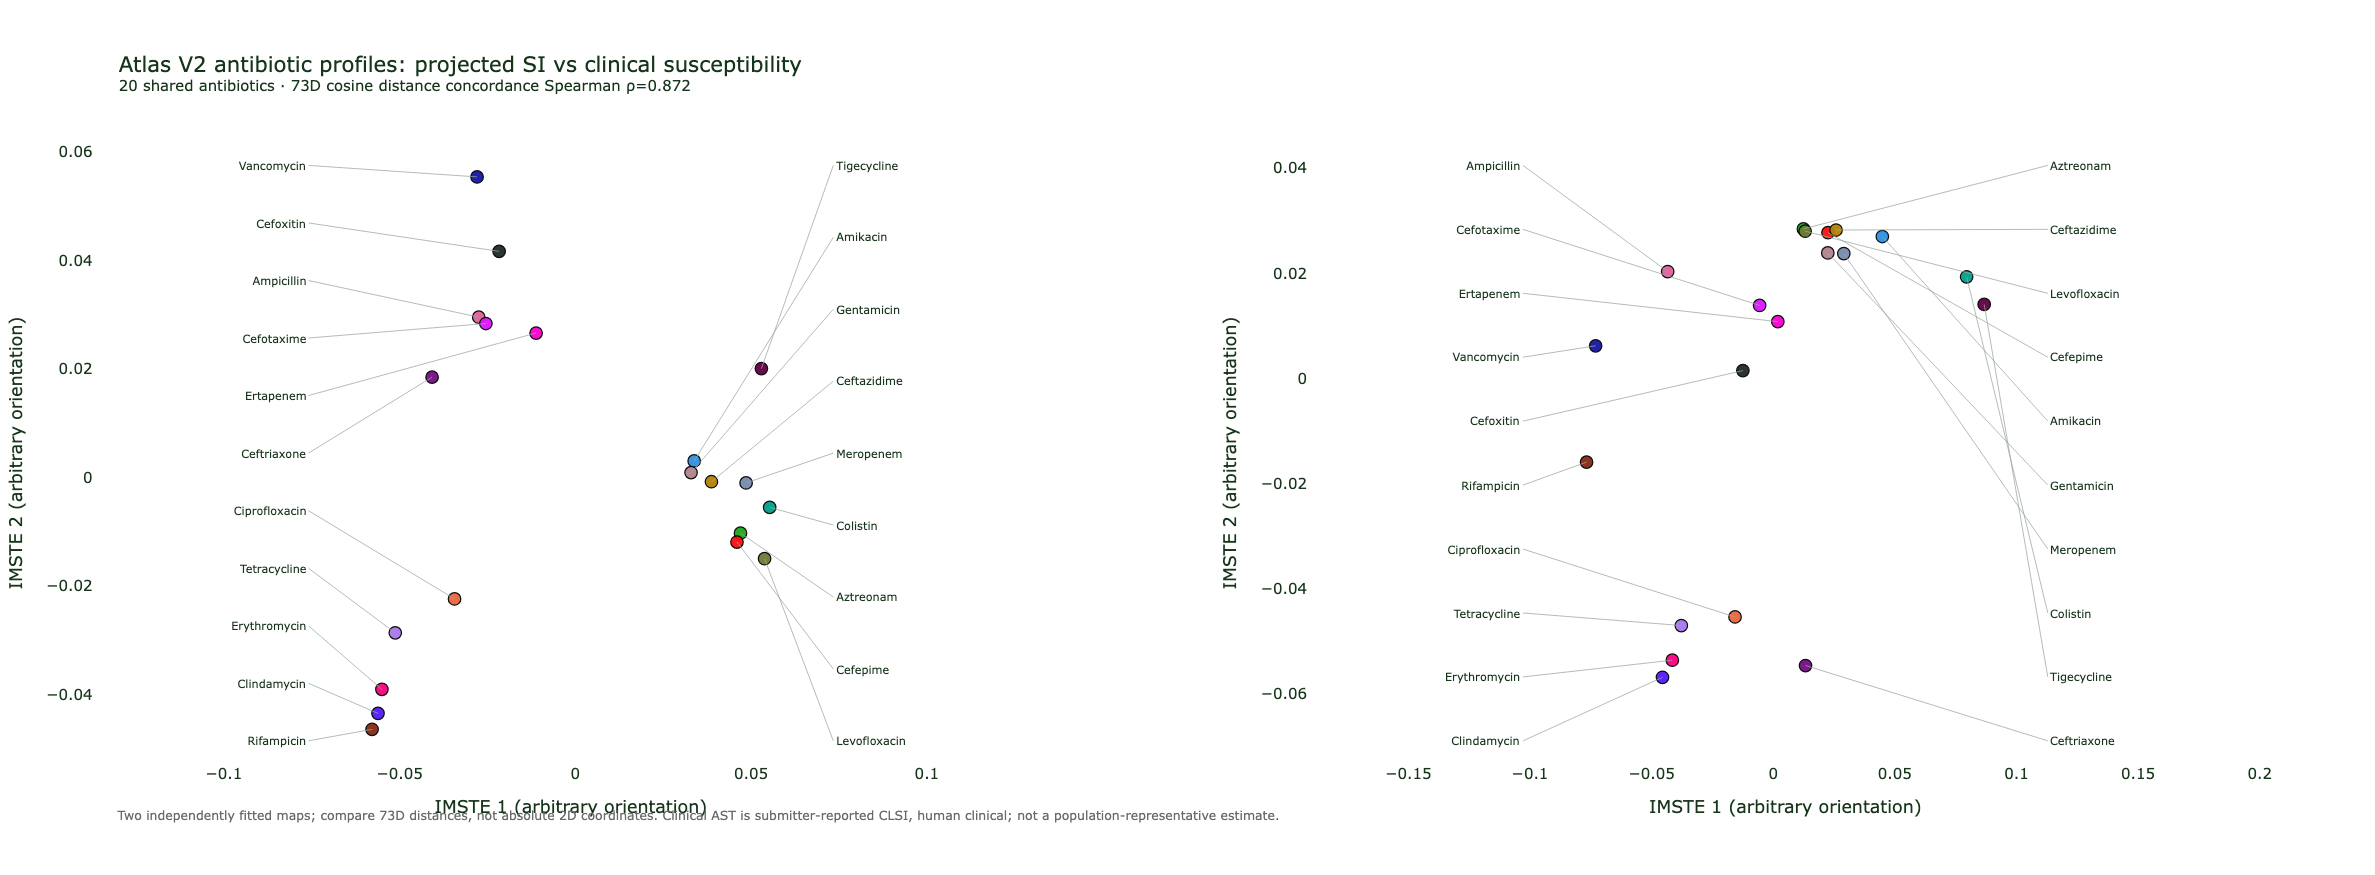 Atlas V2 antibiotic profiles: projected SI vs clinical susceptibility
20 shared antibiotics · 73D cosine distance concordance Spearman ρ=0.872
0.06
0.04
0.02
0
−0.02
−0.04
IMSTE 2 (arbitrary orientation)
Vancomycin
Cefoxitin
Ampicillin
Cefotaxime
Ertapenem
Ceftriaxone
Ciprofloxacin
Tetracycline
Erythromycin
Clindamycin
Rifampicin
Tigecycline
Amikacin
Gentamicin
Ceftazidime
Meropenem
Colistin
Aztreonam
Cefepime
Levofloxacin
−0.1
−0.05
0
0.05
0.1
IMSTE 1 (arbitrary orientation)
0.04
0.02
0
−0.02
−0.04
−0.06
IMSTE 2 (arbitrary orientation)
Ampicillin
Cefotaxime
Ertapenem
Vancomycin
Cefoxitin
Rifampicin
Ciprofloxacin
Tetracycline
Erythromycin
Clindamycin
Aztreonam
Ceftazidime
Levofloxacin
Cefepime
Amikacin
Gentamicin
Meropenem
Colistin
Tigecycline
Ceftriaxone
−0.15
−0.1
−0.05
0
0.05
0.1
0.15
0.2
IMSTE 1 (arbitrary orientation)
Two independently fitted maps; compare 73D distances, not absolute 2D coordinates. Clinical AST is submitter-reported CLSI, human clinical; not a population-representative estimate.